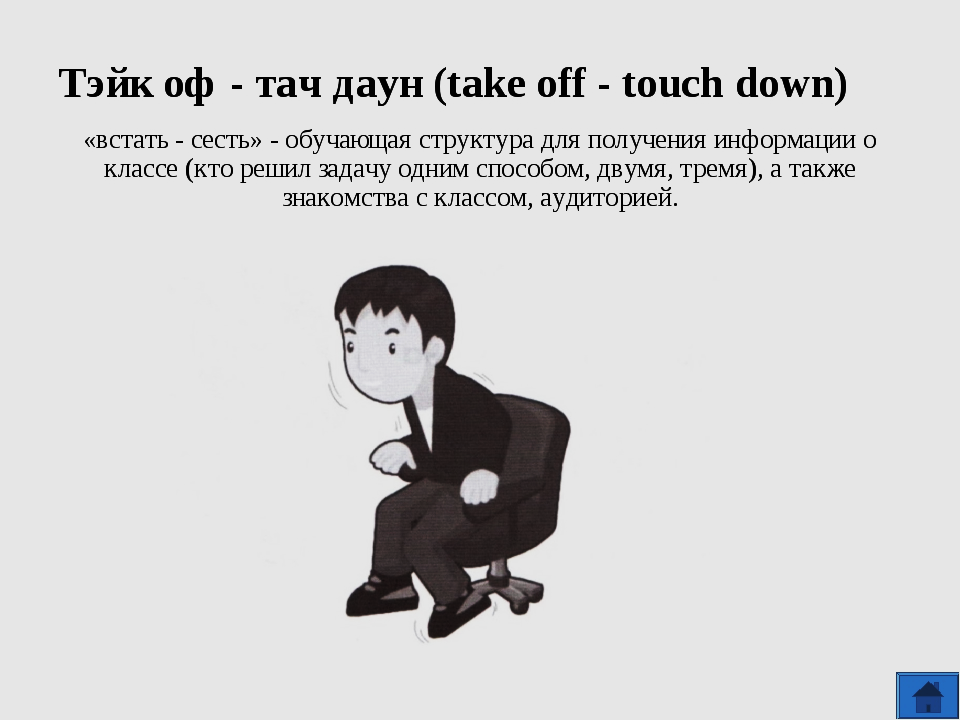 Тэйк оф - тач даун (take off - touch down)
«встать - сесть» - обучающая структура для получения информации о
классе (кто решил задачу одним способом, двумя, тремя), а также
знакомства с классом, аудиторией.